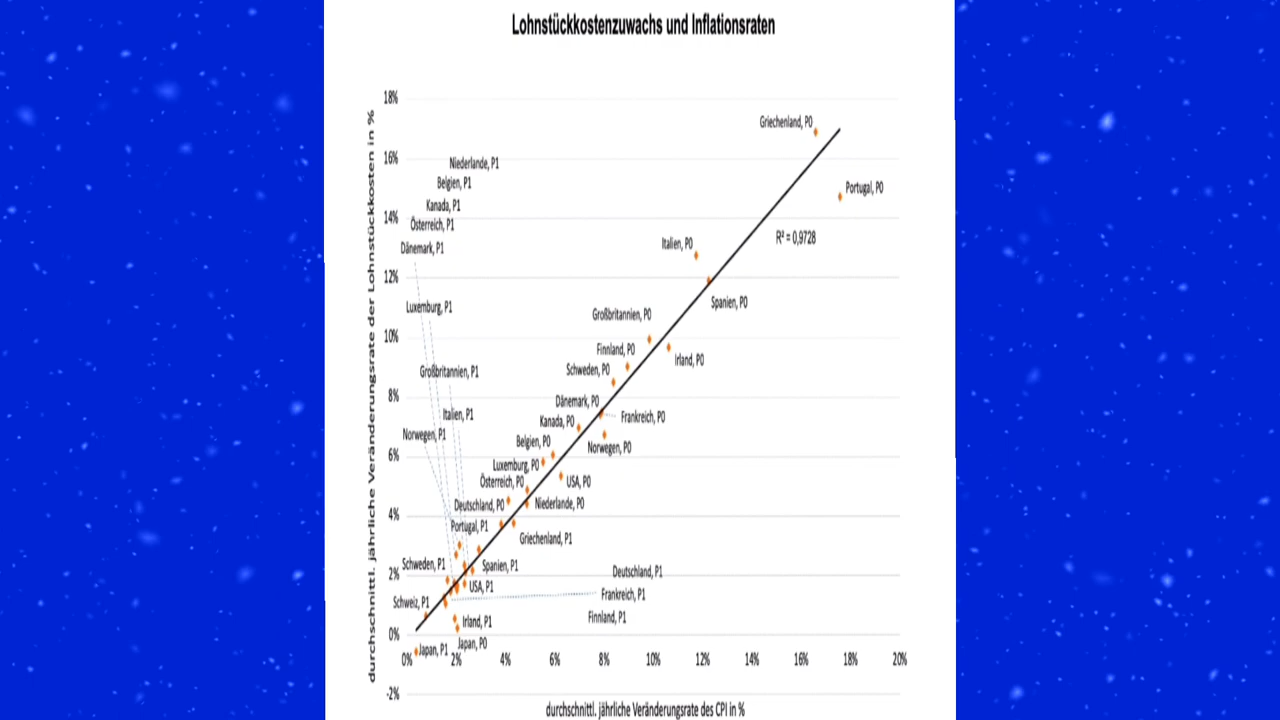 Lohnstückkostenzuwachs und Inflationsraten
durchschnittl. jährliche Veränderungsrate der Lohnstückkosten in %
18%
Griechenland, P0
16%
Niederlande, P1
Belgien, P1
Portugal, P0
Kanada, P1
14%
Österreich, P1
R² = 0,9728
Italien, P0
Dänemark, P1
12%
Spanien, P0
Luxemburg, P1
Großbritannien, P0
10%
Finnland, P0
Irland, P0
Großbritannien, P1
Schweden, P0
8%
Dänemark, P0
Italien, P1
Frankreich, P0
Kanada, P0
Norwegen, P1
Belgien, P0
Norwegen, P0
6%
Luxemburg, P0
Österreich, P0
USA, P0
Deutschland, P0
Niederlande, P0
4%
Portugal, P1
Griechenland, P1
Schweden, P1
Spanien, P1
Deutschland, P1
2%
USA, P1
Frankreich, P1
Schweiz, P1
Finnland, P1
Irland, P1
0%
Japan, P0
Japan, P1
0% 2% 4% 6% 8% 10% 12% 14% 16% 18% 20%
-2%
durchschnittl. jährliche Veränderungsrate des CPI in %